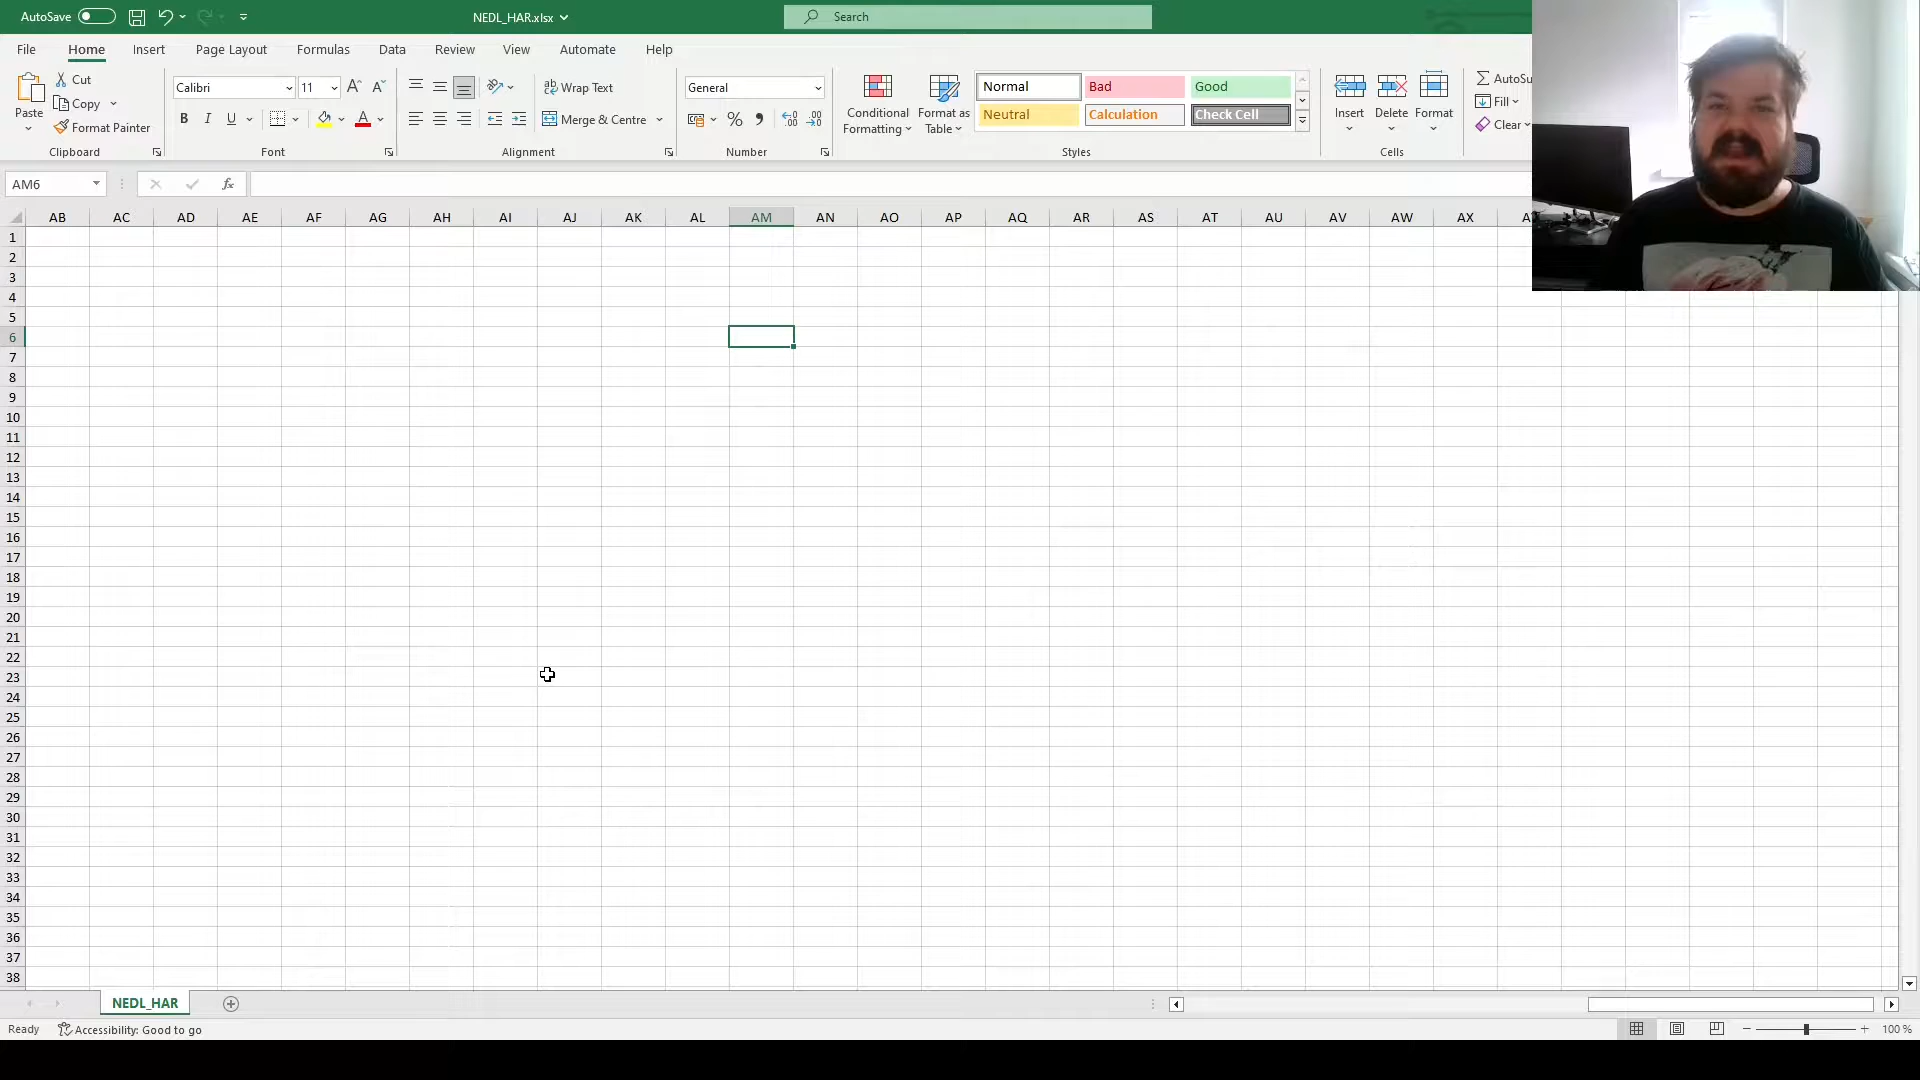 AutoSave NEDL_HAR.xlsx Search
File Home Insert Page Layout Formulas Data Review View Automate Help
Paste Cut Copy Format Painter
Clipboard
Calibri 11
B I U A
Font
Wrap Text
Merge & Centre
Alignment
General
%
Number
Conditional Formatting
Format as Table
Normal Bad Good
Neutral Calculation Check Cell
Styles
Insert Delete Format
Cells
Fill
Clear
AM6 fx
AB AC AD AE AF AG AH AI AJ AK AL AM AN AO AP AQ AR AS AT AU AV AW AX
1
2
3
4
5
6
7
8
9
10
11
12
13
14
15
16
17
18
19
20
21
22
23
24
25
26
27
28
29
30
31
32
33
34
35
36
37
38
NEDL_HAR
Ready Accessibility: Good to go 100 %